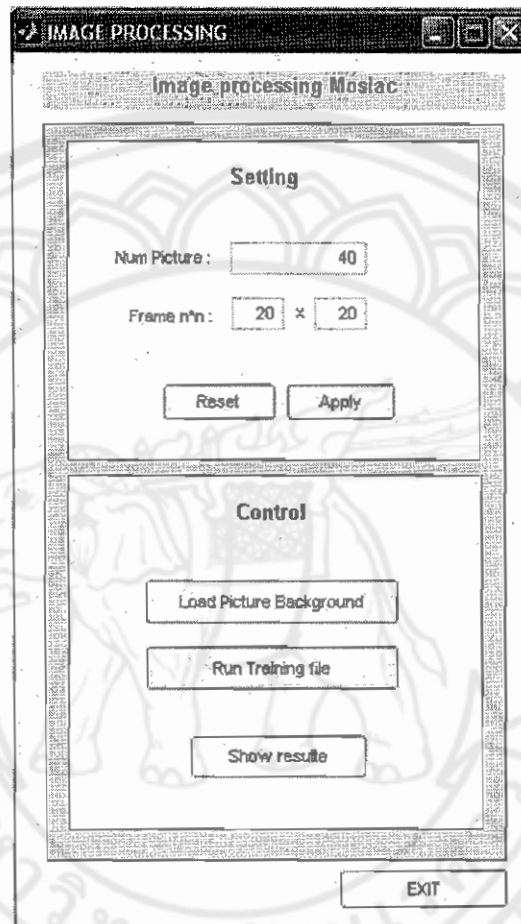 IMAGE PROCESSING
Image processing Mosiac
Setting
Num Picture : 40
Frame n*n : 20 x 20
Reset Apply
Control
Load Picture Background
Run Training file
Show results
EXIT